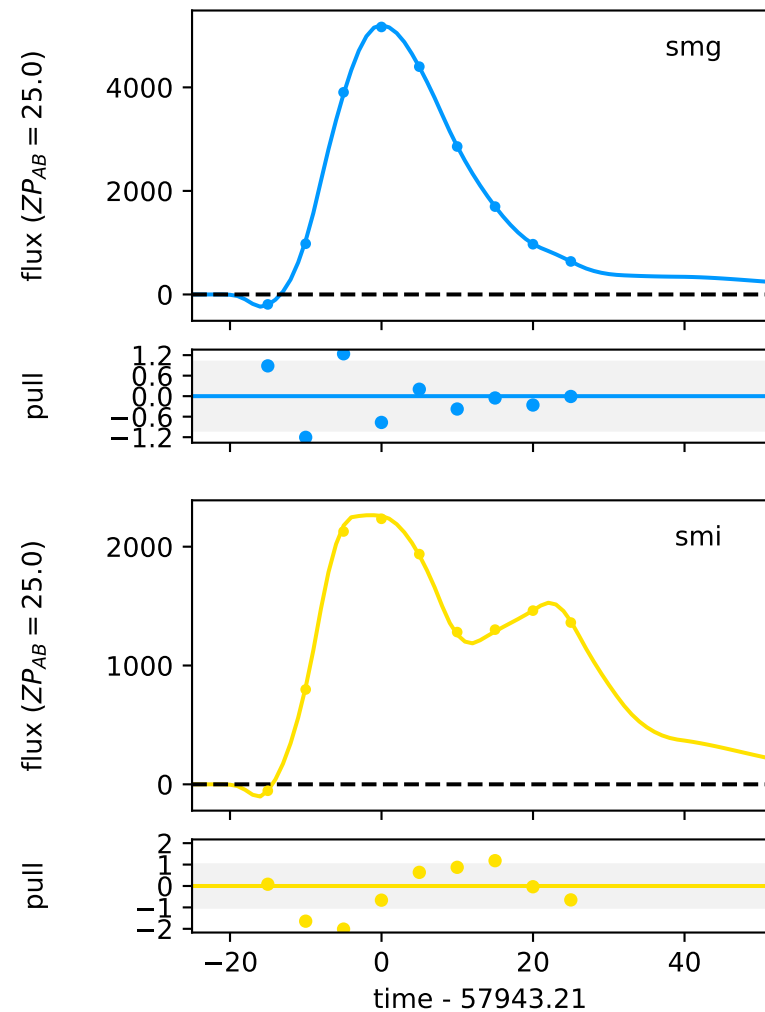 smg
flux ($ZP_{AB} = 25.0$)
4000
2000
0
pull
1.2
0.6
0.0
−0.6
−1.2
smi
flux ($ZP_{AB} = 25.0$)
2000
1000
0
pull
2
1
0
−1
−2
−20 0 20 40
time - 57943.21